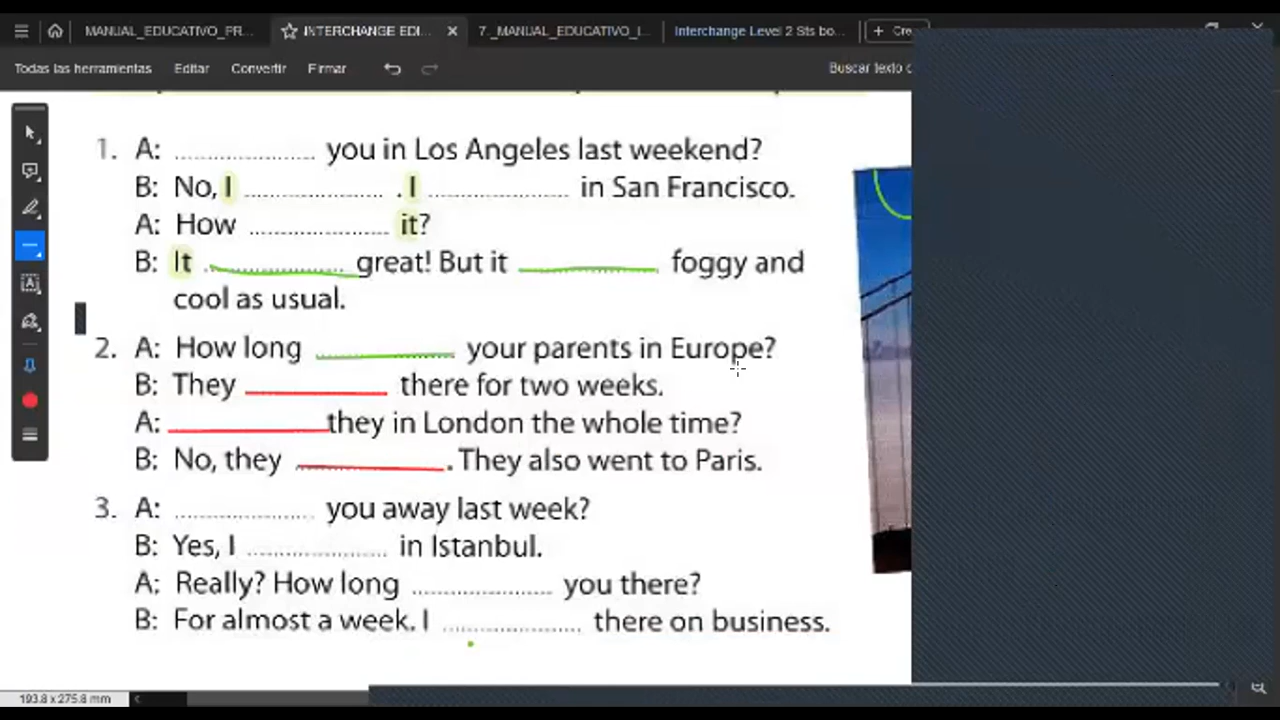 MANUAL_EDUCATIVO_PR...
INTERCHANGE EDI...
7._MANUAL_EDUCATIVO_I...
Interchange Level 2 Sts bo...
+ Cre
Todas las herramientas Editar Convertir Firmar
Buscar texto
1. A: .................... you in Los Angeles last weekend?
B: No, I .................... . I .................... in San Francisco.
A: How .................... it?
B: It .................... great! But it .................... foggy and
cool as usual.
2. A: How long .................... your parents in Europe?
B: They .................... there for two weeks.
A: .................... they in London the whole time?
B: No, they .................... . They also went to Paris.
3. A: .................... you away last week?
B: Yes, I .................... in Istanbul.
A: Really? How long .................... you there?
B: For almost a week. I .................... there on business.
193.8 x 275.8 mm